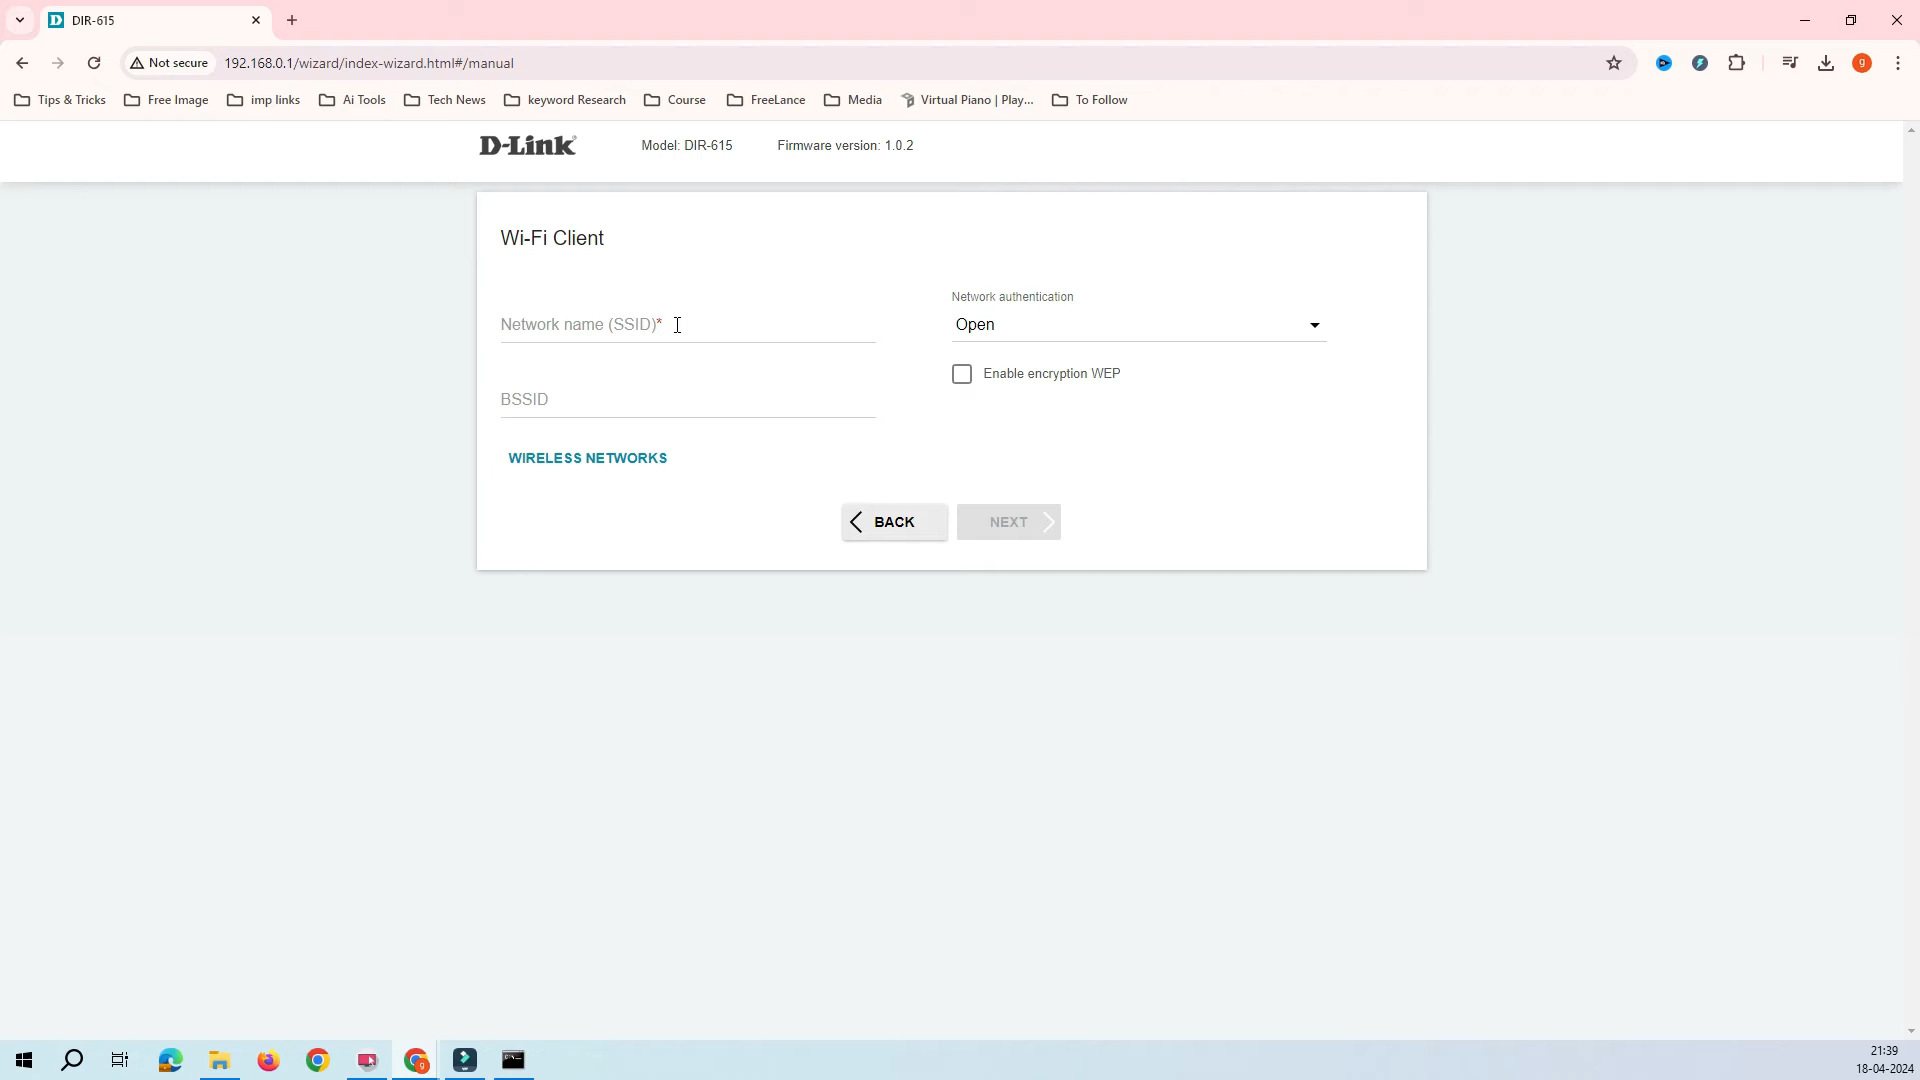 DIR-615
Not secure
192.168.0.1/wizard/index-wizard.html#/manual
g
Tips & Tricks
Free Image
imp links
Ai Tools
Tech News
keyword Research
Course
FreeLance
Media
Virtual Piano | Play...
To Follow
D-Link
Model: DIR-615
Firmware version: 1.0.2
Wi-Fi Client
Network name (SSID)*
BSSID
WIRELESS NETWORKS
Network authentication
Open
Enable encryption WEP
BACK
NEXT
21:39
18-04-2024